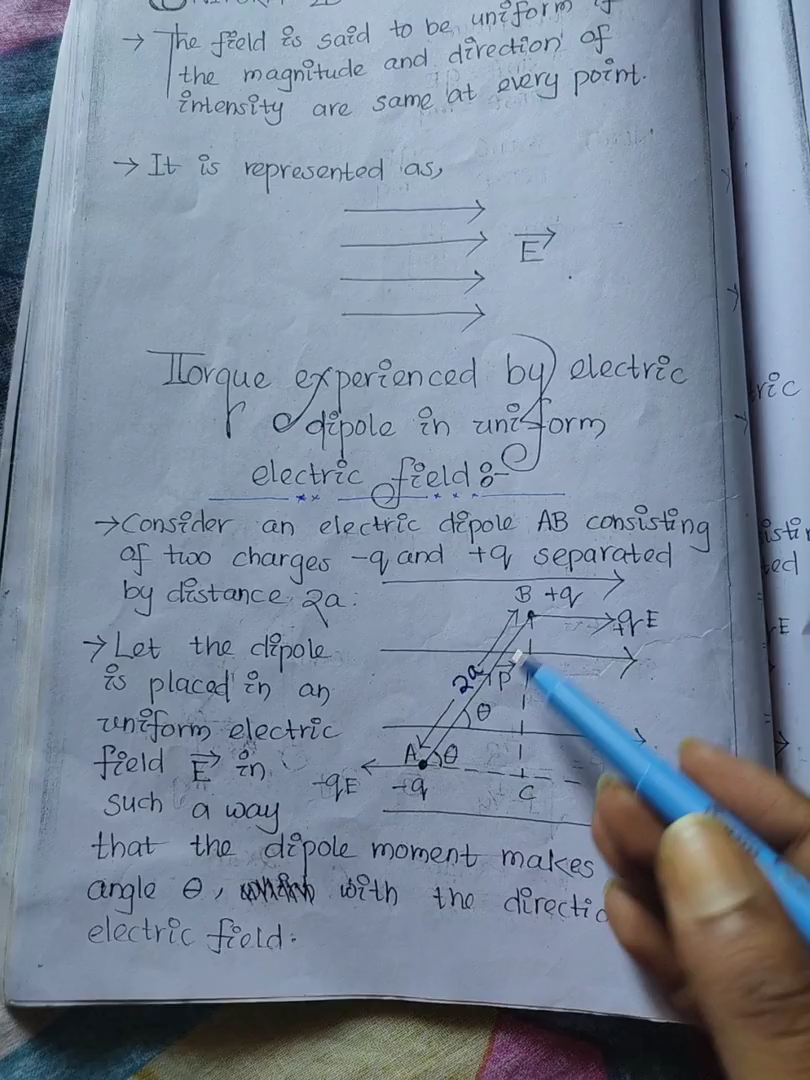 UNIFORM
→ The field is said to be uniform if
the magnitude and direction of
intensity are same at every point.
→ It is represented as,
E
Torque experienced by electric
dipole in uniform
electric field :-
→ Consider an electric dipole AB consisting
of two charges -q and +q separated
by distance 2a.
B +q
+qE
→ Let the dipole
is placed in an
uniform electric
field E in
such a way
2a
P
θ
A θ
-qE
-q
C
that the dipole moment makes
angle θ, with the directio
electric field.
ric
ted
E